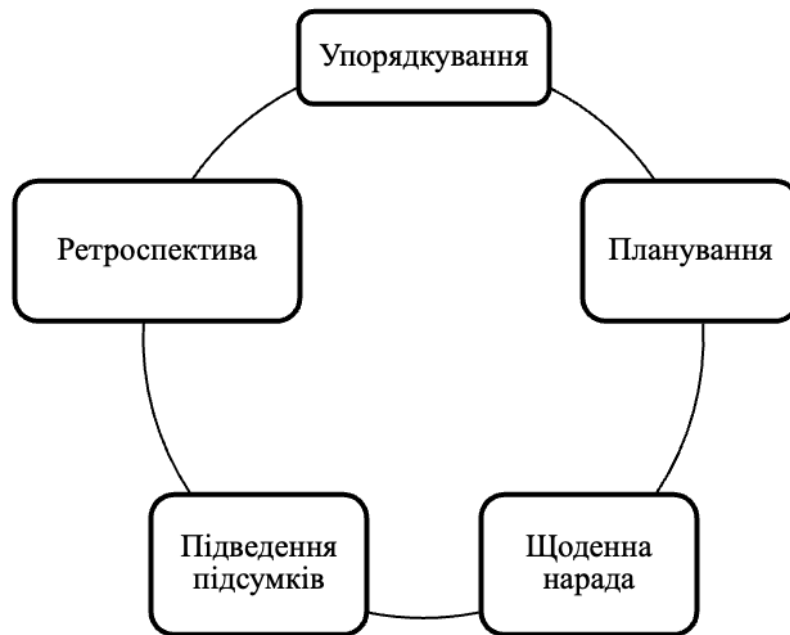 Упорядкування
Планування
Щоденна
нарада
Підведення
підсумків
Ретроспектива